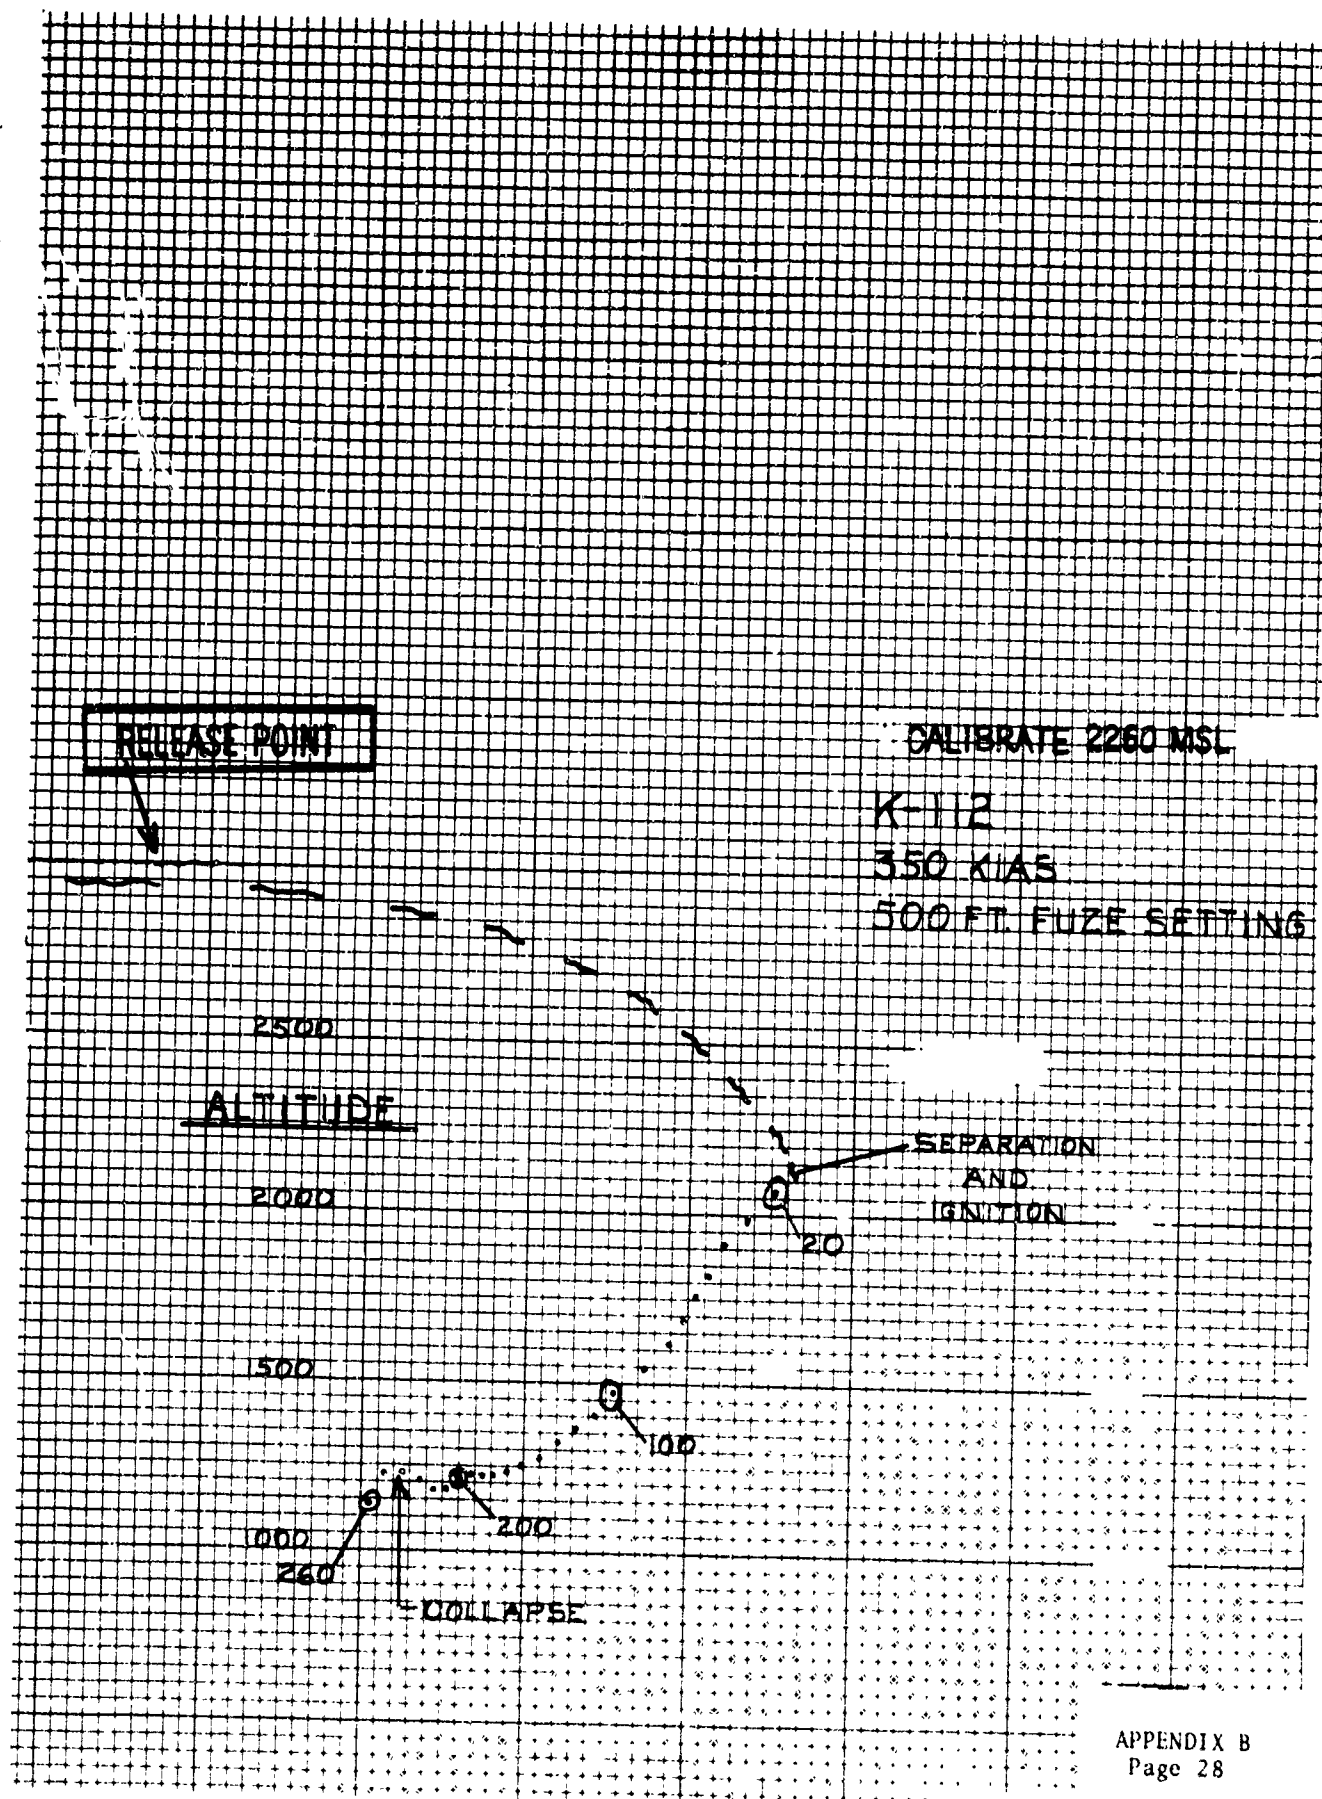 RELEASE POINT
CALIBRATE 2260 MSL
K-112
350 KIAS
500 FT. FUZE SETTING
2500
ALTITUDE
SEPARATION
AND
IGNITION
2000
20
1500
100
200
1000
260
COLLAPSE
APPENDIX B
Page 28